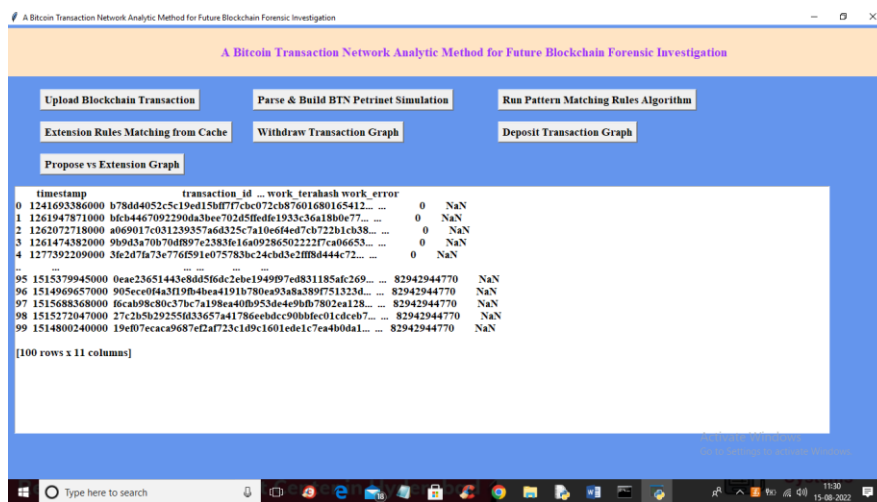 A Bitcoin Transaction Network Analytic Method for Future Blockchain Forensic Investigation
A Bitcoin Transaction Network Analytic Method for Future Blockchain Forensic Investigation
Upload Blockchain Transaction Parse & Build BTN Petrinet Simulation Run Pattern Matching Rules Algorithm
Extension Rules Matching from Cache Withdraw Transaction Graph Deposit Transaction Graph
Propose vs Extension Graph
timestamp transaction_id ... work_terahash work_error
0 1241693386000 b78dd4052c5c19ed15bff7f7cbc072cb87601680165412... ... 0 NaN
1 1261947871000 bfcb4467092290da3bee702d5ffedfe1933c36a18b0e77... ... 0 NaN
2 1262072718000 a069017c031239357a6d325c7a10e6f4ed7cb722b1cb38... ... 0 NaN
3 1261474382000 9b9d3a70b70df897e2383fe16a09286502222f7ca06653... ... 0 NaN
4 1277392209000 3fe2d7fa73e776f591e075783bc24cbd3e2fff8d444c72... ... 0 NaN
.. ... ... ... ... ...
95 1515379945000 0eae23651443e8dd5f6dc2ebe1949f97ed831185afc269... ... 82942944770 NaN
96 1514969657000 905ece0f4a3f19fb4bea4191b780ea93a8a389f751323d... ... 82942944770 NaN
97 1515688368000 f6cab98c80c37bc7a198ea40fb953de4e9bfb7802ea128... ... 82942944770 NaN
98 1515272047000 27c2b5b29255fd33657a41786eebdcc90bbfec01cdceb7... ... 82942944770 NaN
99 1514800240000 19ef07ecaca9687ef2af723c1d9c1601ede1c7ea4b0da1... ... 82942944770 NaN
[100 rows x 11 columns]
Activate Windows
Go to Settings to activate Windows.
Type here to search
11:30
15-08-2022